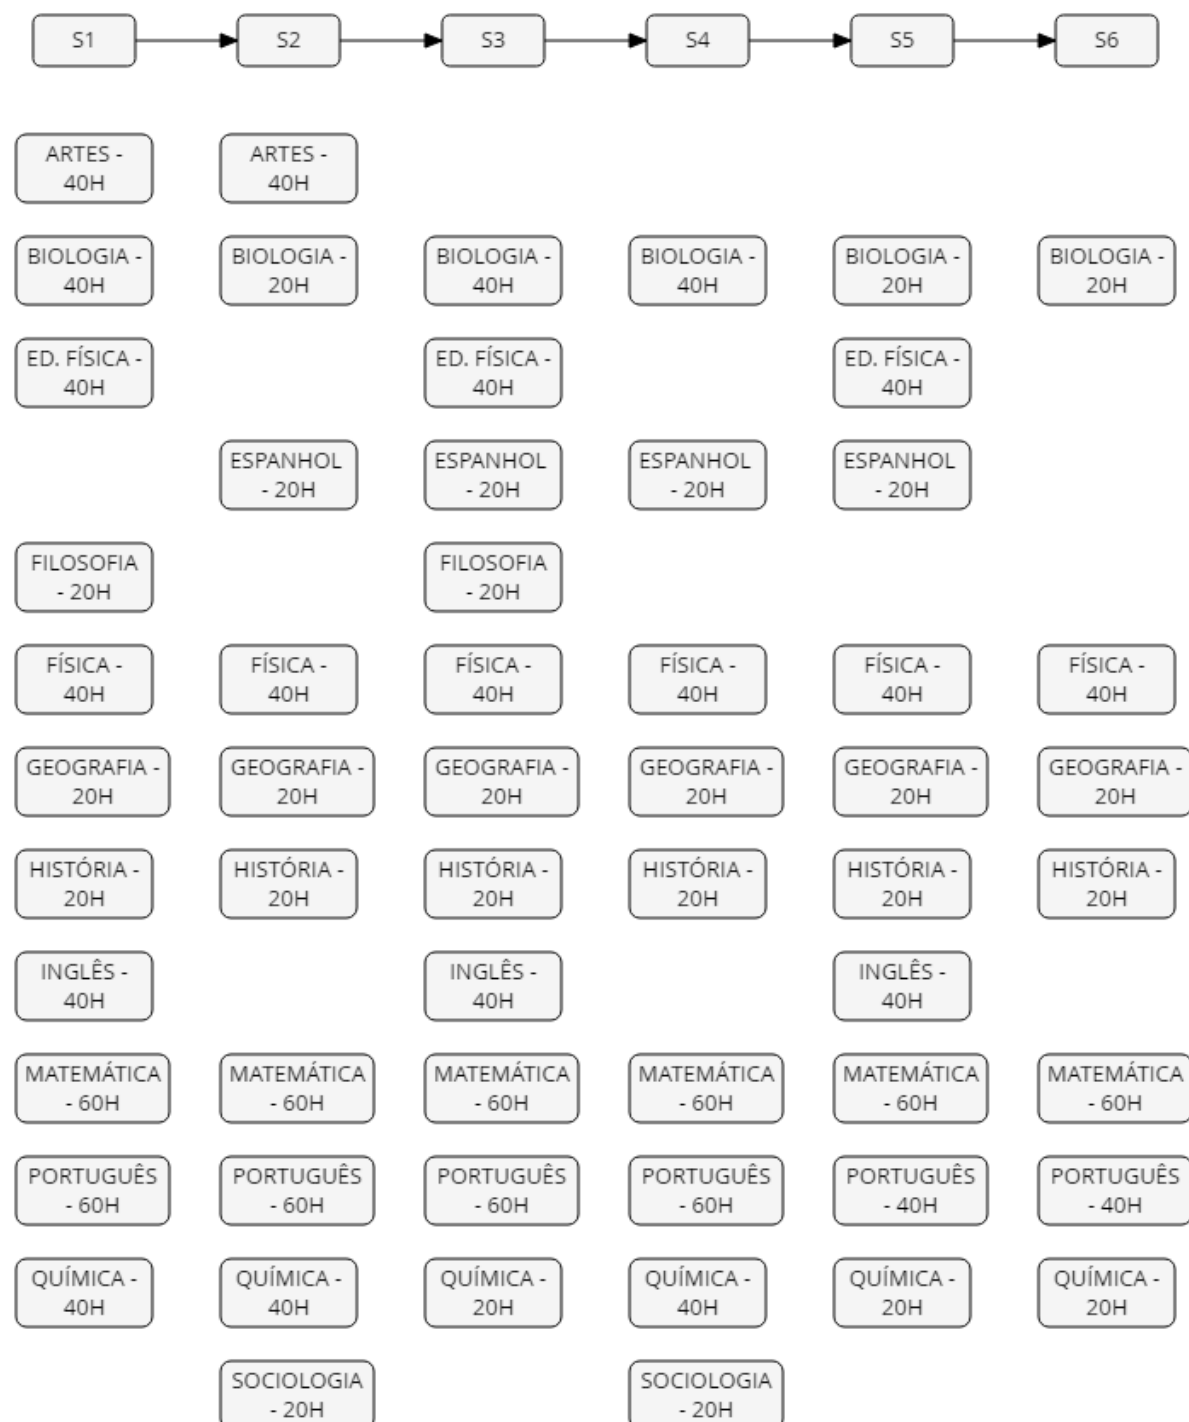 S1
S2
S3
S4
S5
S6
ARTES -
40H
ARTES -
40H
BIOLOGIA -
40H
BIOLOGIA -
20H
BIOLOGIA -
40H
BIOLOGIA -
40H
BIOLOGIA -
20H
BIOLOGIA -
20H
ED. FÍSICA -
40H
ED. FÍSICA -
40H
ED. FÍSICA -
40H
ESPANHOL
- 20H
ESPANHOL
- 20H
ESPANHOL
- 20H
ESPANHOL
- 20H
FILOSOFIA
- 20H
FILOSOFIA
- 20H
FÍSICA -
40H
FÍSICA -
40H
FÍSICA -
40H
FÍSICA -
40H
FÍSICA -
40H
FÍSICA -
40H
GEOGRAFIA -
20H
GEOGRAFIA -
20H
GEOGRAFIA -
20H
GEOGRAFIA -
20H
GEOGRAFIA -
20H
GEOGRAFIA -
20H
HISTÓRIA -
20H
HISTÓRIA -
20H
HISTÓRIA -
20H
HISTÓRIA -
20H
HISTÓRIA -
20H
HISTÓRIA -
20H
INGLÊS -
40H
INGLÊS -
40H
INGLÊS -
40H
MATEMÁTICA
- 60H
MATEMÁTICA
- 60H
MATEMÁTICA
- 60H
MATEMÁTICA
- 60H
MATEMÁTICA
- 60H
MATEMÁTICA
- 60H
PORTUGUÊS
- 60H
PORTUGUÊS
- 60H
PORTUGUÊS
- 60H
PORTUGUÊS
- 60H
PORTUGUÊS
- 40H
PORTUGUÊS
- 40H
QUÍMICA -
40H
QUÍMICA -
40H
QUÍMICA -
20H
QUÍMICA -
40H
QUÍMICA -
20H
QUÍMICA -
20H
SOCIOLOGIA
- 20H
SOCIOLOGIA
- 20H